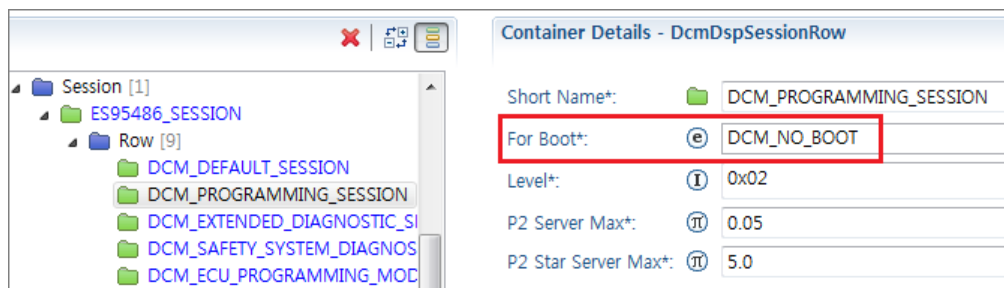 Session [1]
ES95486_SESSION
Row [9]
DCM_DEFAULT_SESSION
DCM_PROGRAMMING_SESSION
DCM_EXTENDED_DIAGNOSTIC_S
DCM_SAFETY_SYSTEM_DIAGNOS
DCM_ECU_PROGRAMMING_MOD
Container Details - DcmDspSessionRow
Short Name*: DCM_PROGRAMMING_SESSION
For Boot*: e DCM_NO_BOOT
Level*: I 0x02
P2 Server Max*: π 0.05
P2 Star Server Max*: π 5.0